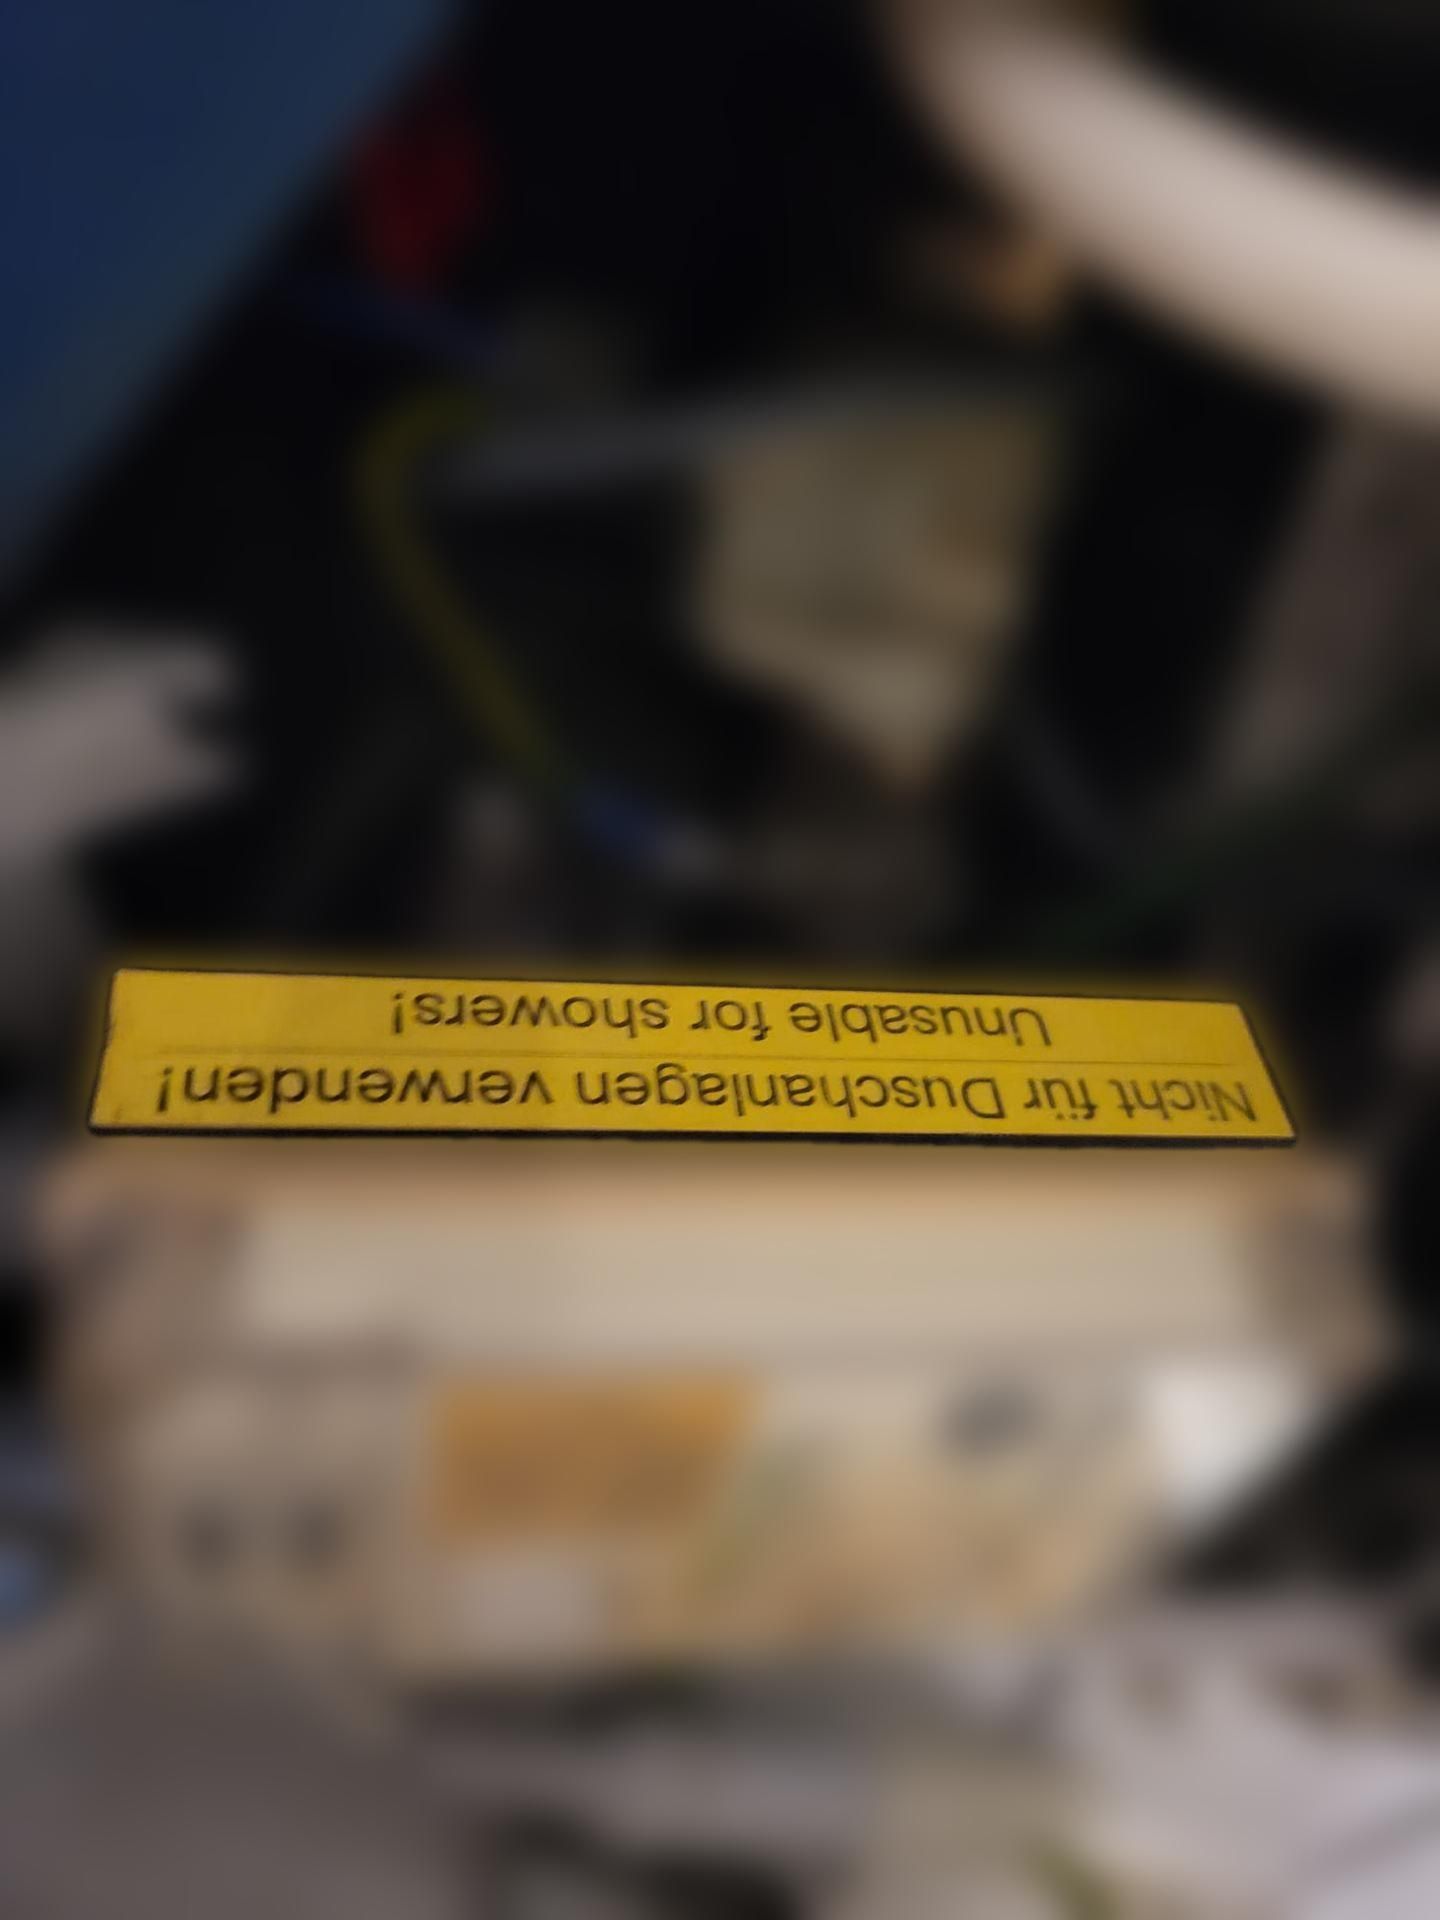 Nicht für Duschanlagen verwenden!
Unusable for showers!